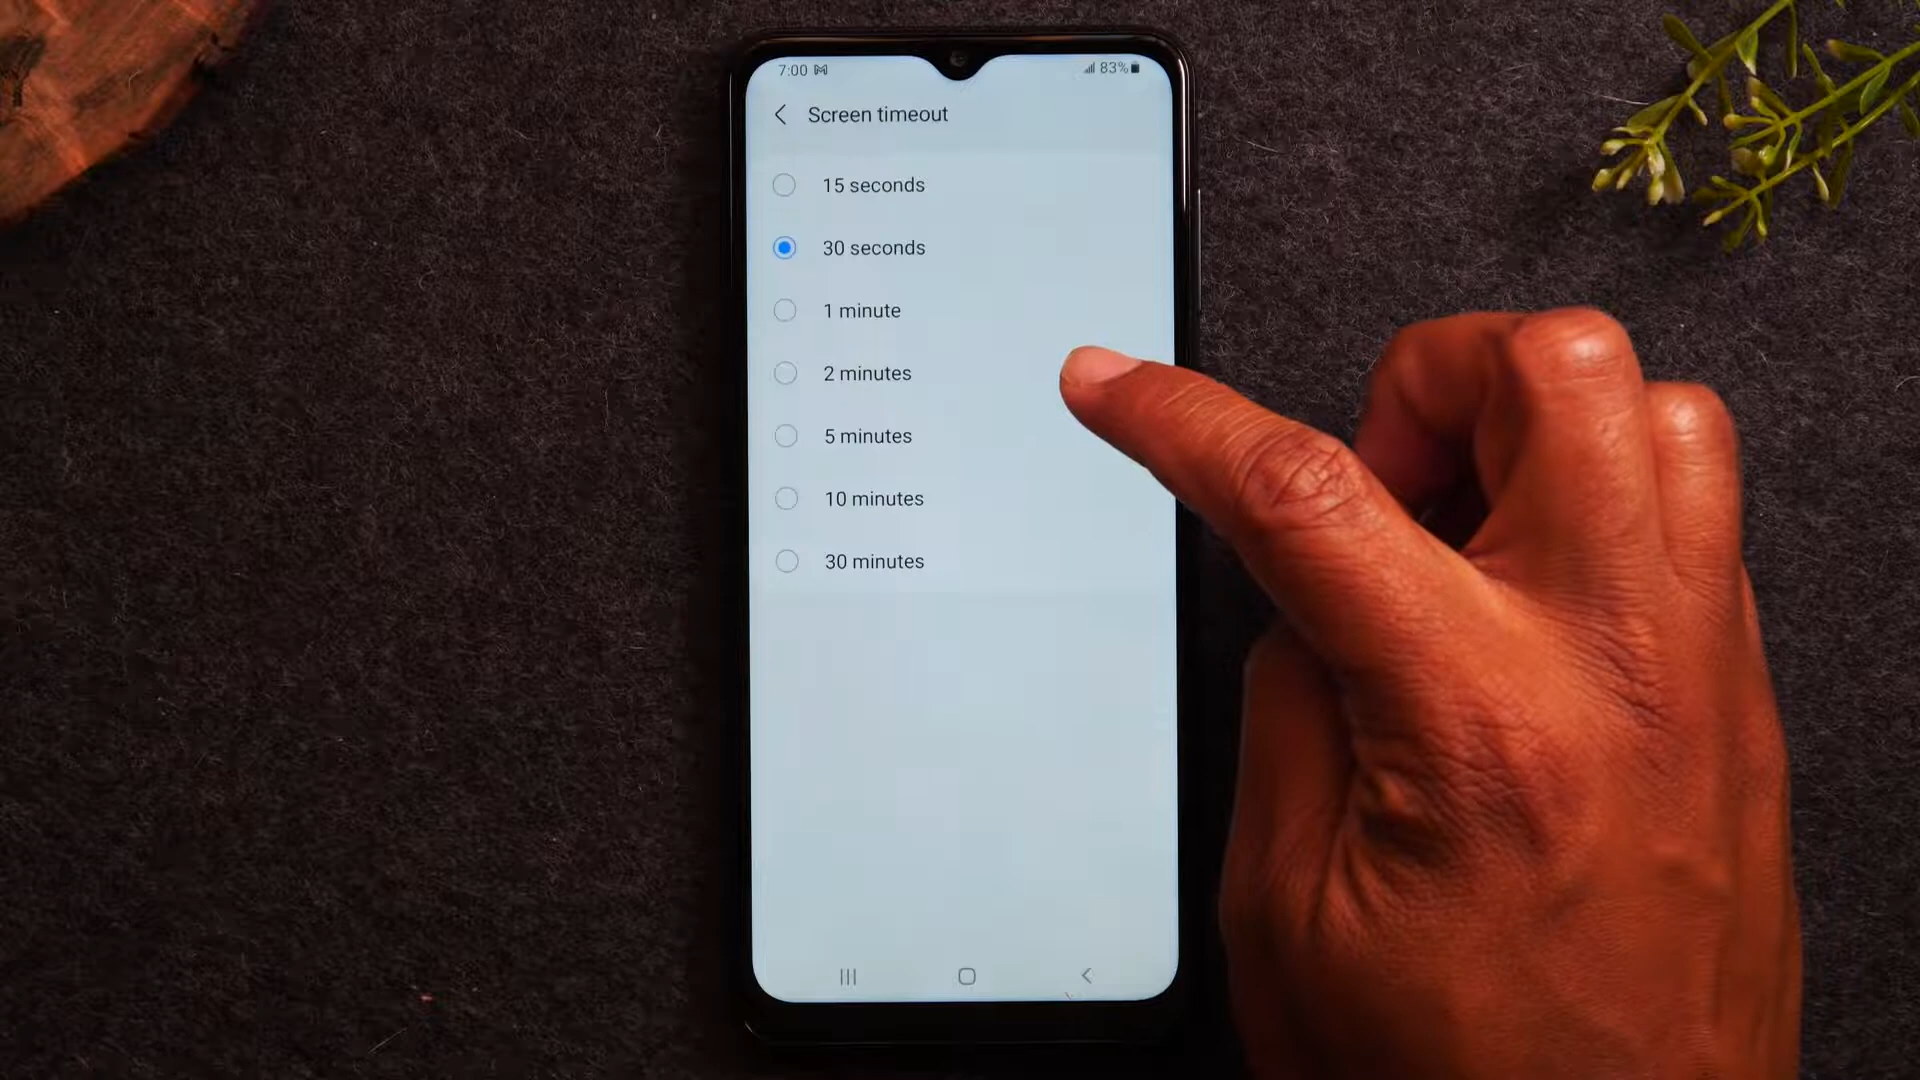 7:00 83%
Screen timeout
15 seconds
30 seconds
1 minute
2 minutes
5 minutes
10 minutes
30 minutes